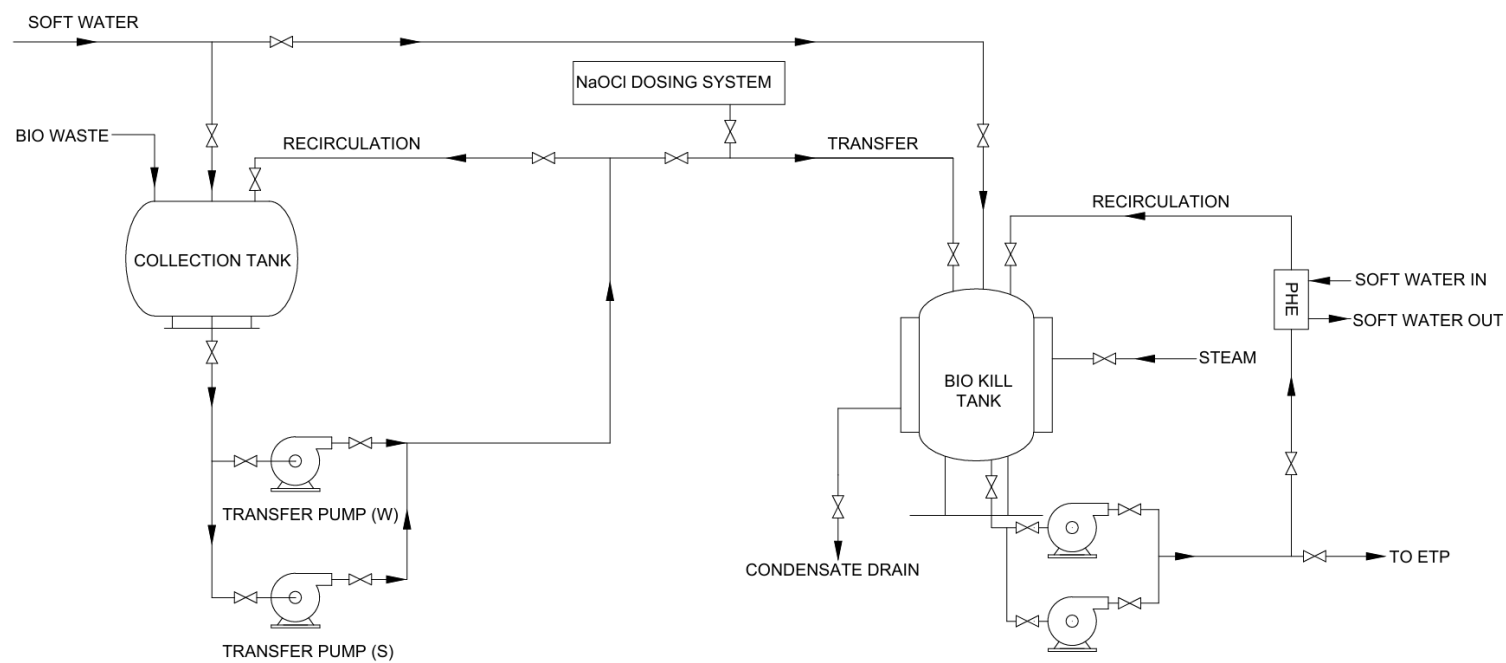 SOFT WATER
NaOCl DOSING SYSTEM
BIO WASTE
RECIRCULATION
TRANSFER
RECIRCULATION
COLLECTION TANK
PHE
SOFT WATER IN
SOFT WATER OUT
STEAM
BIO KILL
TANK
TRANSFER PUMP (W)
CONDENSATE DRAIN
TO ETP
TRANSFER PUMP (S)